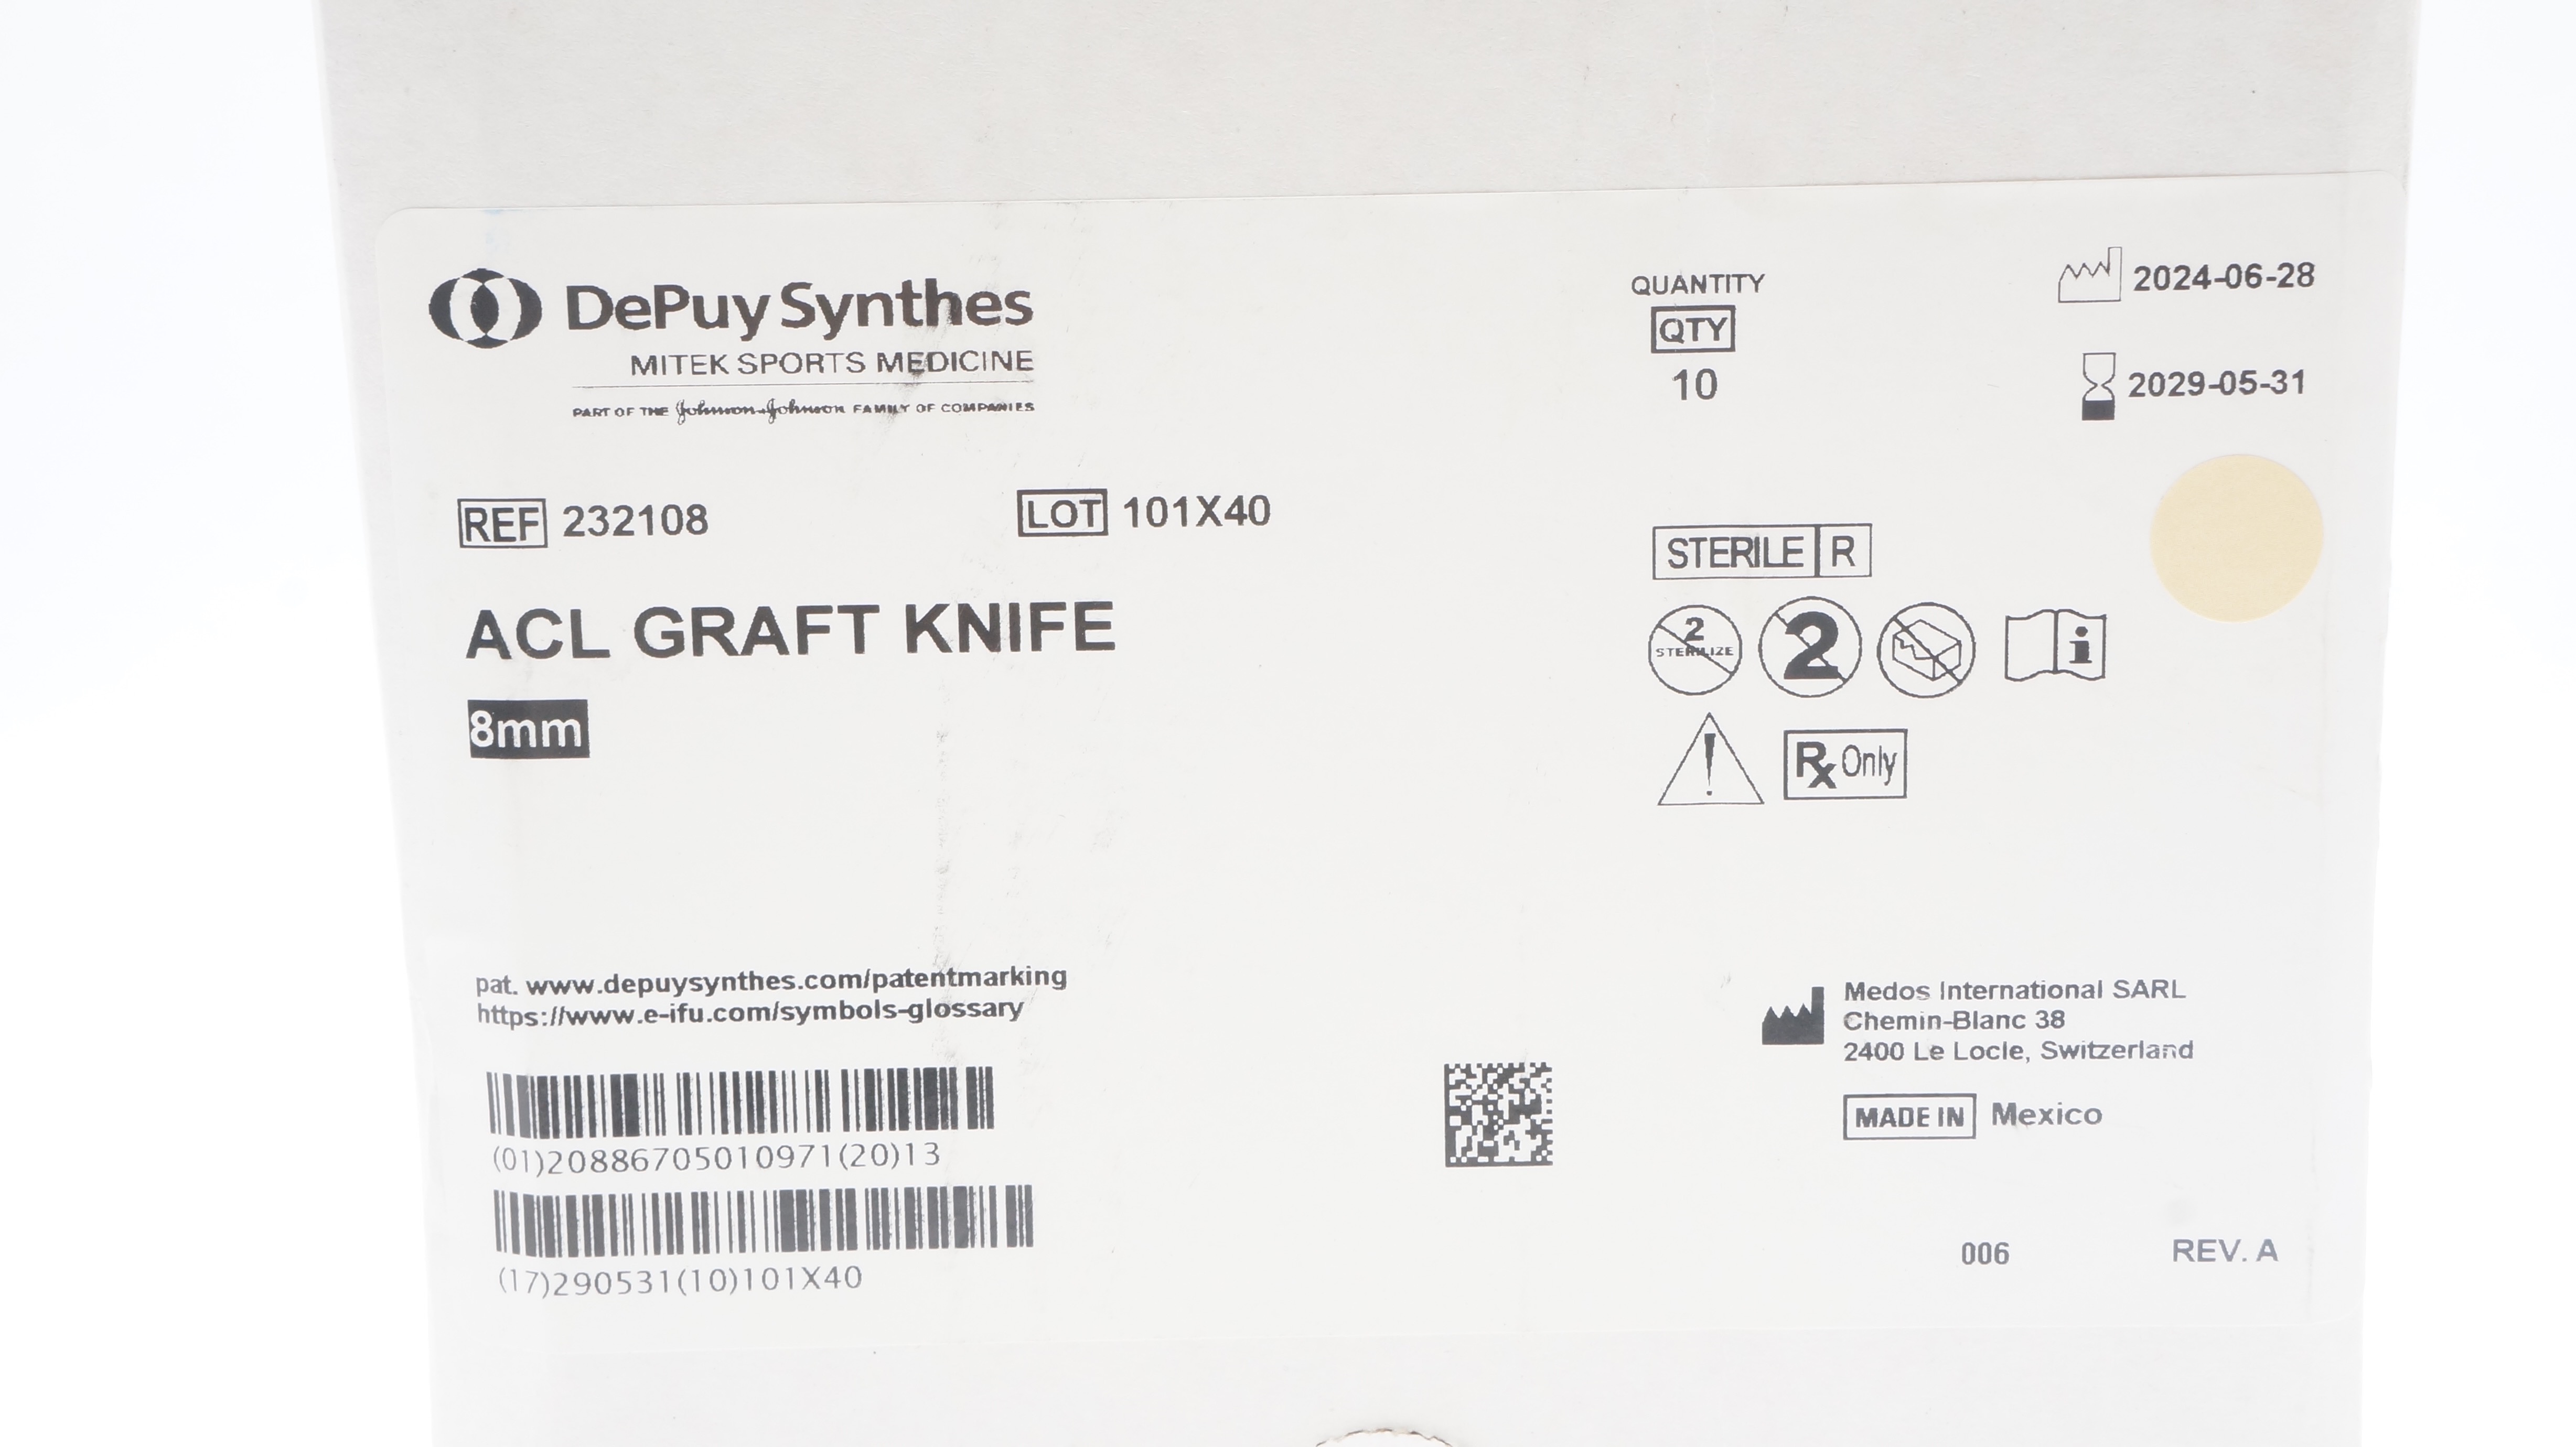 DePuy Synthes
MITEK SPORTS MEDICINE
PART OF THE Johnson & Johnson FAMILY OF COMPANIES
QUANTITY
QTY
10
2024-06-28
2029-05-31
REF 232108
LOT 101X40
ACL GRAFT KNIFE
8mm
STERILE R
2
STERILIZE
2
i
!
Rx Only
pat. www.depuysynthes.com/patentmarking
https://www.e-ifu.com/symbols-glossary
(01)20886705010971(20)13
(17)290531(10)101X40
Medos International SARL
Chemin-Blanc 38
2400 Le Locle, Switzerland
MADE IN Mexico
006
REV. A